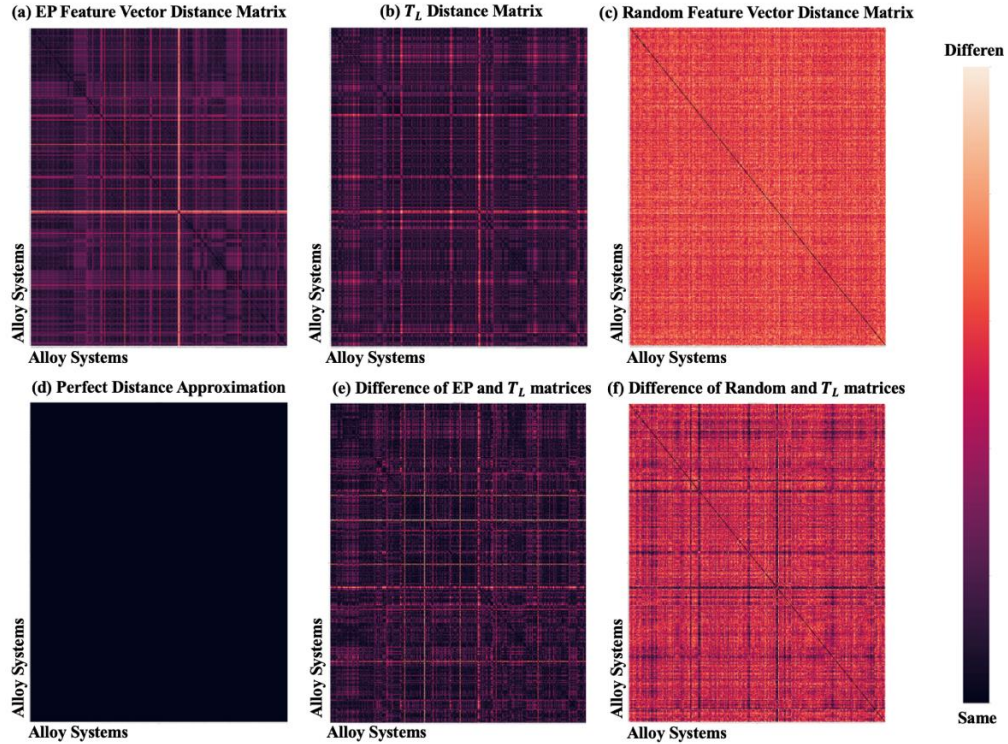 (a) EP Feature Vector Distance Matrix
(b) T_L Distance Matrix
(c) Random Feature Vector Distance Matrix
Differen
Alloy Systems
Alloy Systems
Alloy Systems
Alloy Systems
Alloy Systems
Alloy Systems
(d) Perfect Distance Approximation
(e) Difference of EP and T_L matrices
(f) Difference of Random and T_L matrices
Alloy Systems
Alloy Systems
Alloy Systems
Same
Alloy Systems
Alloy Systems
Alloy Systems